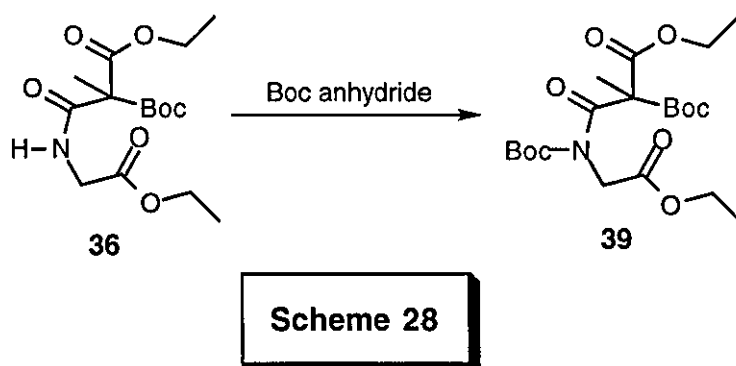 O O
O Boc Boc anhydride
O
H–N O
O
36
O O
O Boc
Boc N O
O
39
Scheme 28